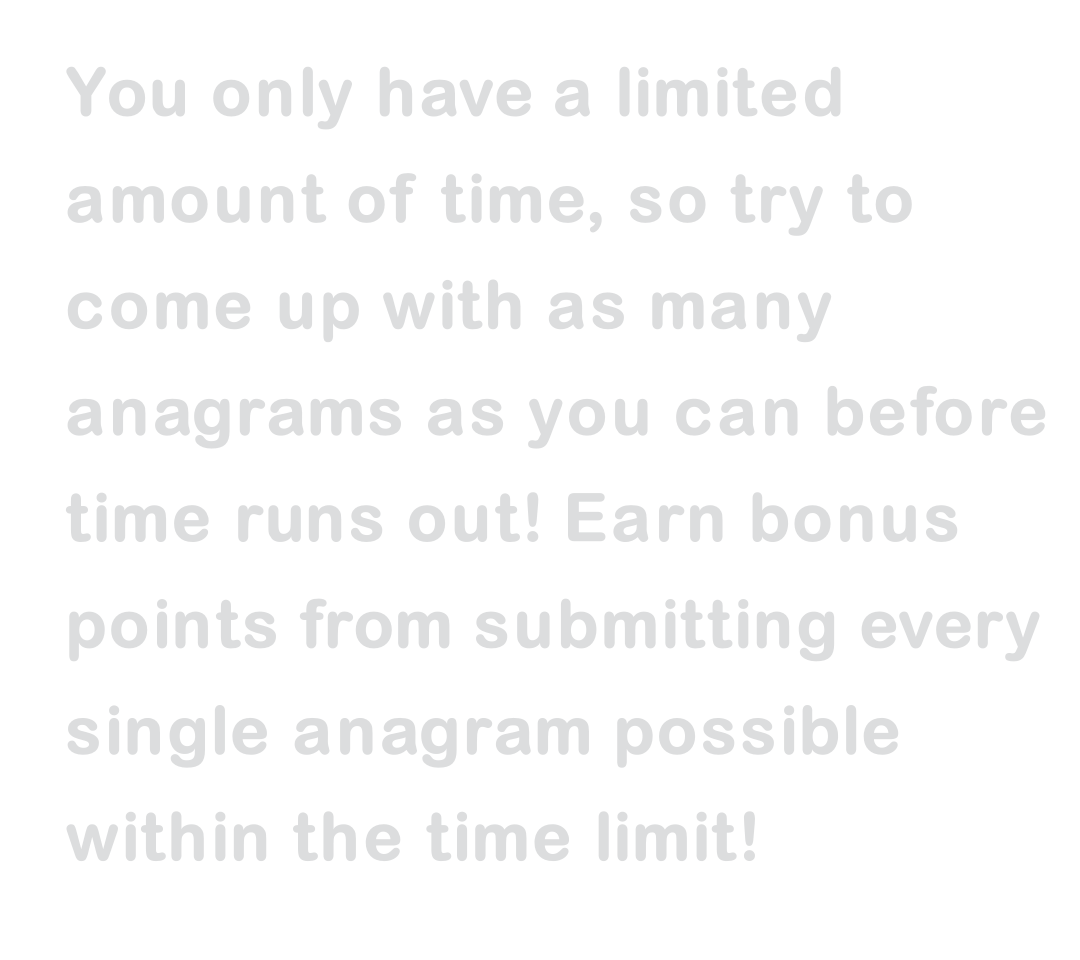 You only have a limited
amount of time, so try to
come up with as many
anagrams as you can before
time runs out! Earn bonus
points from submitting every
single anagram possible
within the time limit!